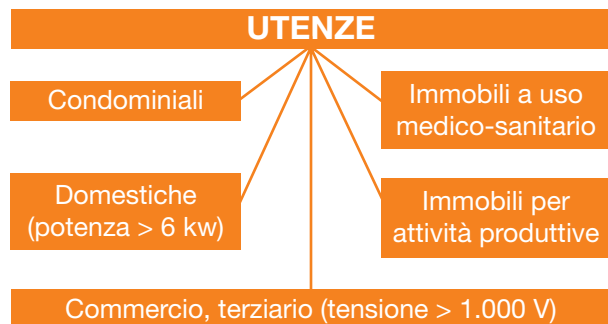 UTENZE
Condominiali
Immobili a uso
medico-sanitario
Domestiche
(potenza > 6 kw)
Immobili per
attività produttive
Commercio, terziario (tensione > 1.000 V)